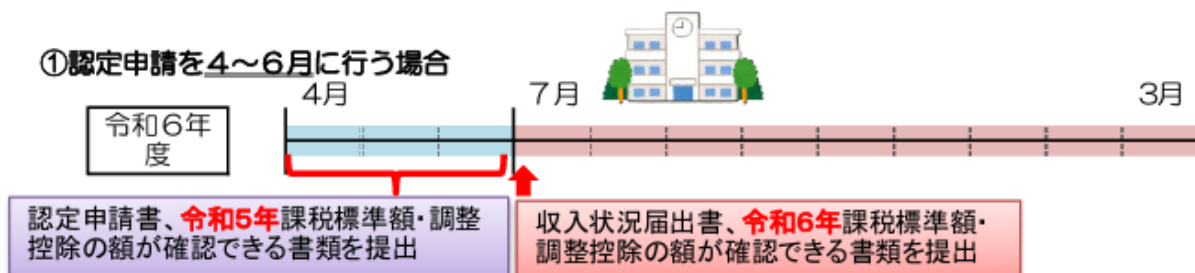 ①認定申請を4~6月に行う場合
4月
7月
3月
令和6年
度
認定申請書、令和5年課税標準額・調整
控除の額が確認できる書類を提出
収入状況届出書、令和6年課税標準額・
調整控除の額が確認できる書類を提出